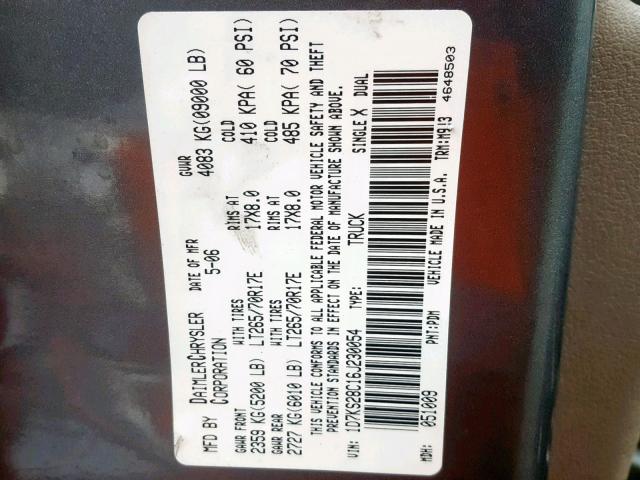 MFD BY DAIMLERCHRYSLER CORPORATION
DATE OF MFR 5-06
GVWR 4083 KG(09000 LB)
GAWR FRONT WITH TIRES RIMS AT COLD
2359 KG(5200 LB) LT265/70R17E 17X8.0 410 KPA( 60 PSI)
GAWR REAR WITH TIRES RIMS AT COLD
2727 KG(6010 LB) LT265/70R17E 17X8.0 485 KPA( 70 PSI)
THIS VEHICLE CONFORMS TO ALL APPLICABLE FEDERAL MOTOR VEHICLE SAFETY AND THEFT
PREVENTION STANDARDS IN EFFECT ON THE DATE OF MANUFACTURE SHOWN ABOVE.
VIN: 1D7KS28C16J230054 TYPE: TRUCK SINGLE X DUAL
MDH: 051009 PMT:PDM VEHICLE MADE IN U.S.A. TRM:M9!3
4648503